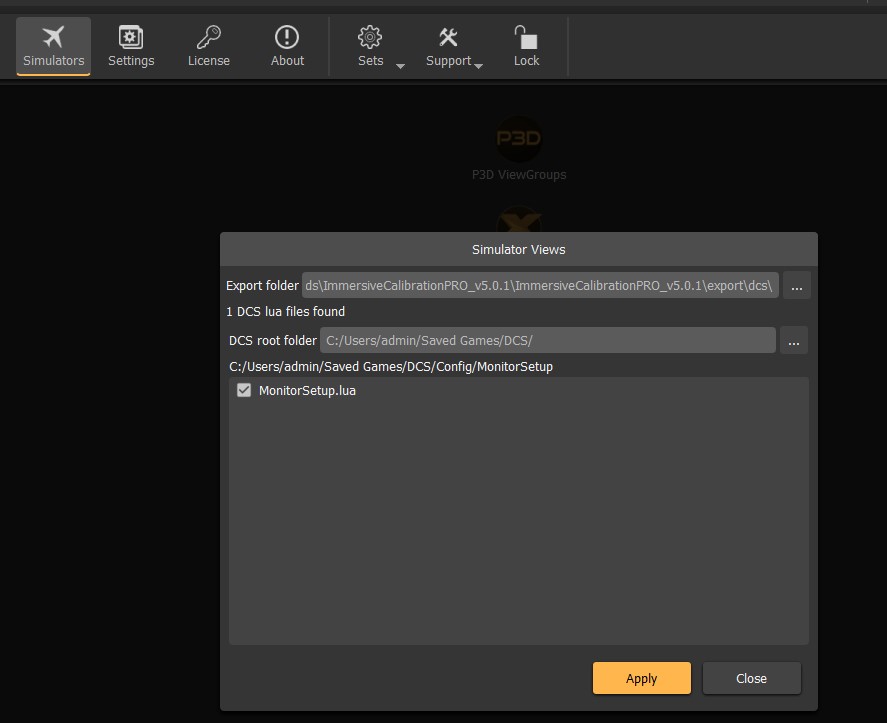 Simulators Settings License About Sets Support Lock
P3D
P3D ViewGroups
Simulator Views
Export folder ds\ImmersiveCalibrationPRO_v5.0.1\ImmersiveCalibrationPRO_v5.0.1\export\dcs\ ...
1 DCS lua files found
DCS root folder C:/Users/admin/Saved Games/DCS/ ...
C:/Users/admin/Saved Games/DCS/Config/MonitorSetup
MonitorSetup.lua
Apply Close